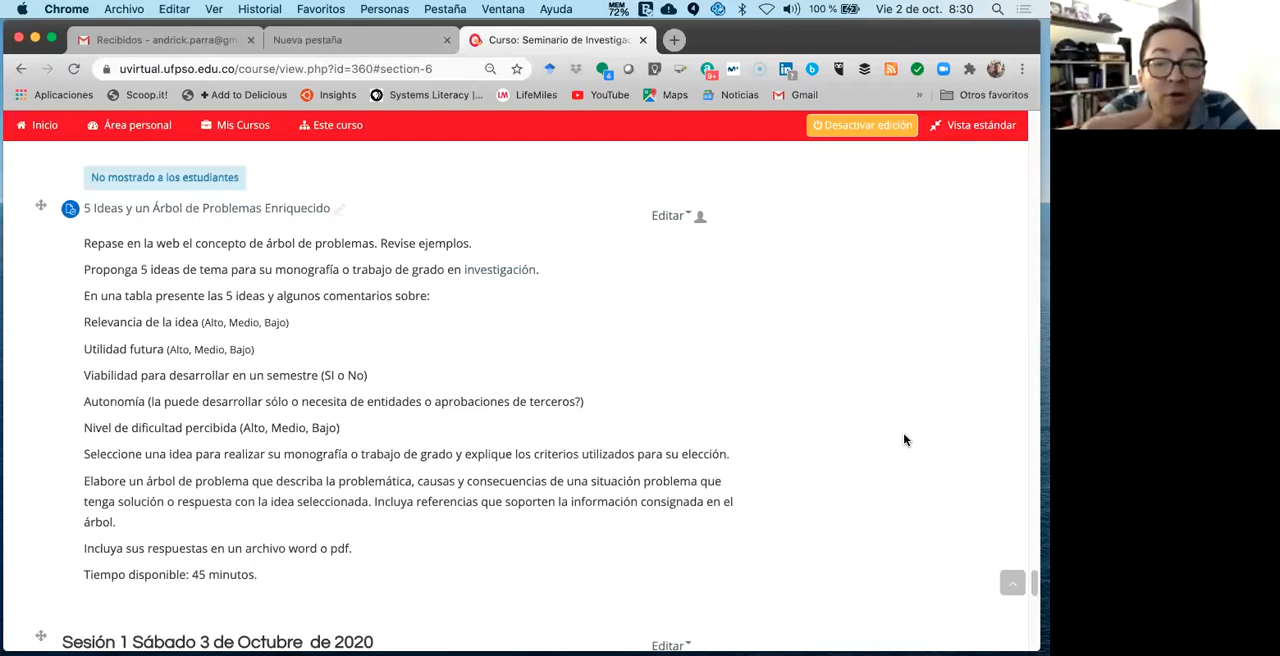 Chrome Archivo Editar Ver Historial Favoritos Personas Pestaña Ventana Ayuda MEM 72% 100 % Vie 2 de oct. 8:30
Recibidos - andrick.parra@gm Nueva pestaña Curso: Seminario de Investigac
uvirtual.ufpso.edu.co/course/view.php?id=360#section-6 4 9+ 7
Aplicaciones Scoop.it! + Add to Delicious Insights Systems Literacy |... LM LifeMiles YouTube Maps Noticias Gmail » Otros favoritos
Inicio Área personal Mis Cursos Este curso Desactivar edición Vista estándar
No mostrado a los estudiantes
5 Ideas y un Árbol de Problemas Enriquecido Editar
Repase en la web el concepto de árbol de problemas. Revise ejemplos.
Proponga 5 ideas de tema para su monografía o trabajo de grado en investigación.
En una tabla presente las 5 ideas y algunos comentarios sobre:
Relevancia de la idea (Alto, Medio, Bajo)
Utilidad futura (Alto, Medio, Bajo)
Viabilidad para desarrollar en un semestre (SI o No)
Autonomía (la puede desarrollar sólo o necesita de entidades o aprobaciones de terceros?)
Nivel de dificultad percibida (Alto, Medio, Bajo)
Seleccione una idea para realizar su monografía o trabajo de grado y explique los criterios utilizados para su elección.
Elabore un árbol de problema que describa la problemática, causas y consecuencias de una situación problema que
tenga solución o respuesta con la idea seleccionada. Incluya referencias que soporten la información consignada en el
árbol.
Incluya sus respuestas en un archivo word o pdf.
Tiempo disponible: 45 minutos.
Sesión 1 Sábado 3 de Octubre de 2020 Editar